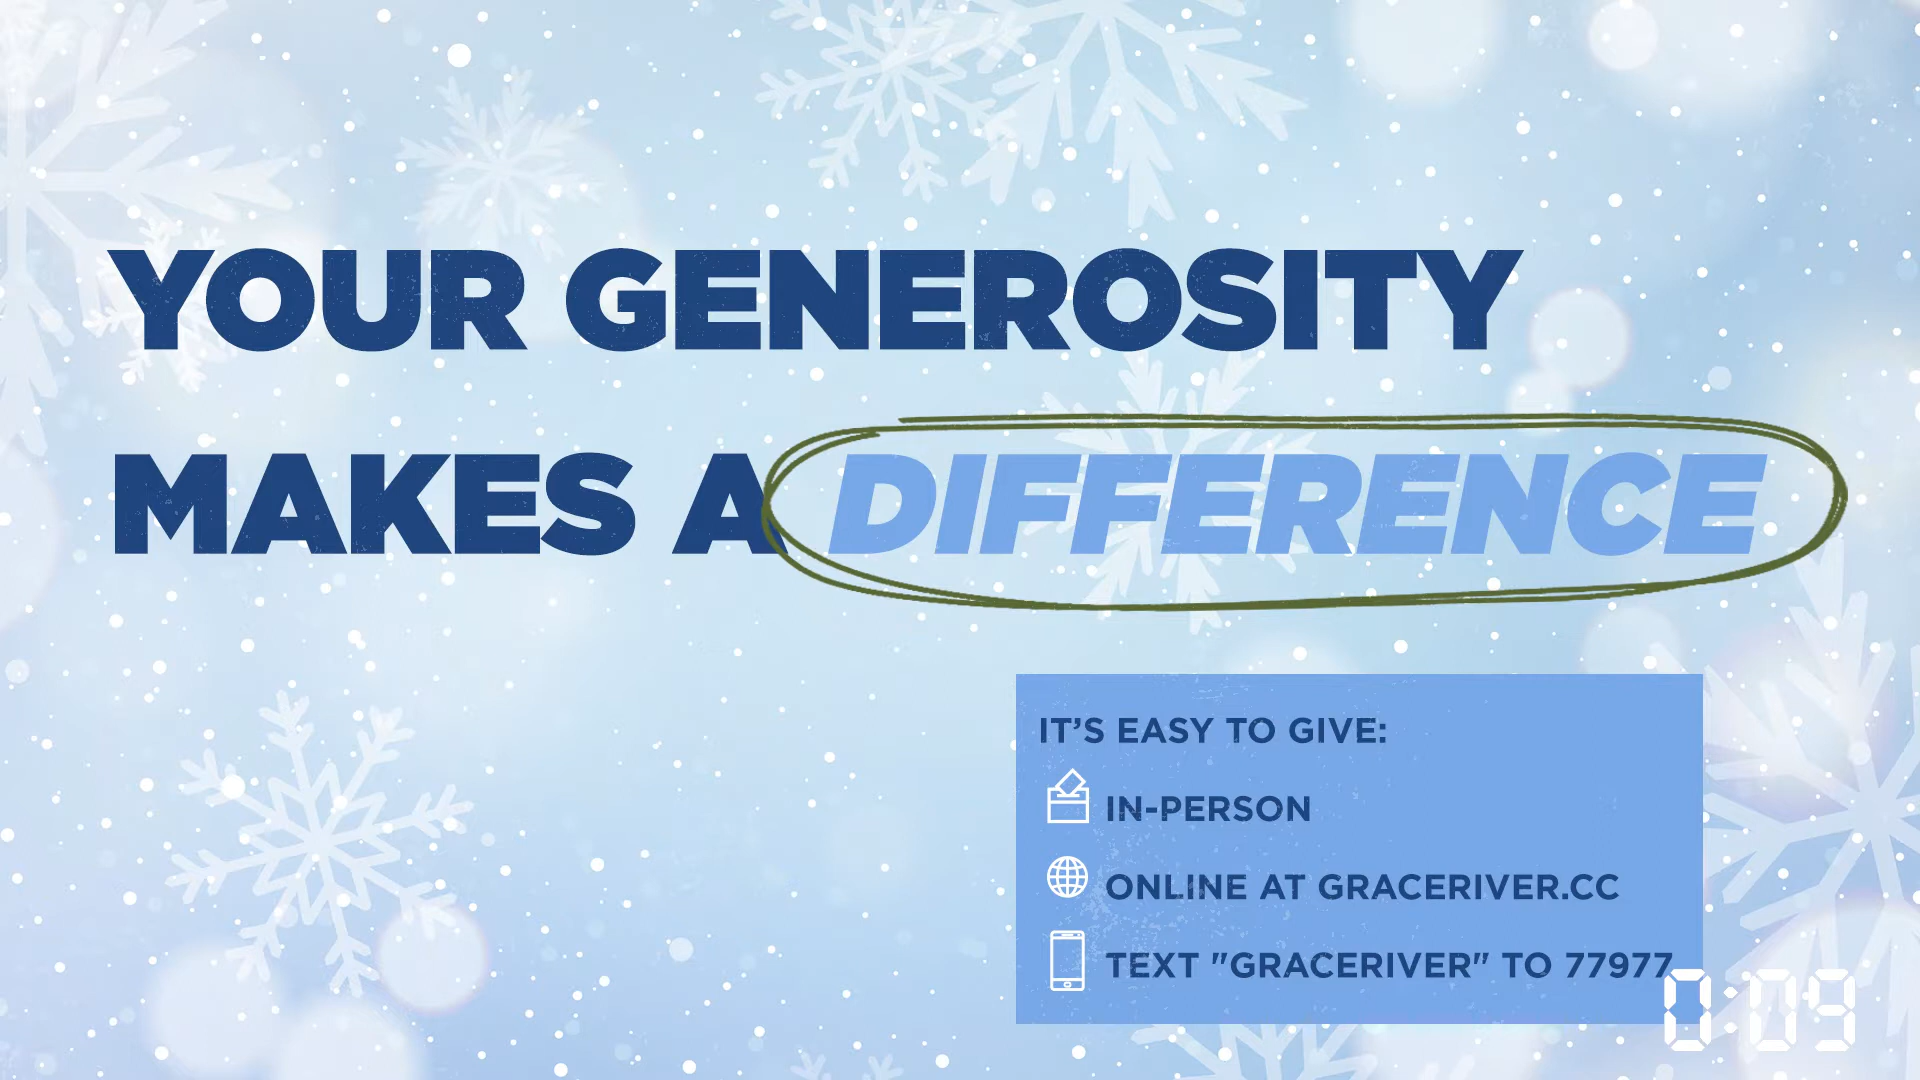 YOUR GENEROSITY
MAKES A DIFFERENCE
IT’S EASY TO GIVE:
IN-PERSON
ONLINE AT GRACERIVER.CC
TEXT "GRACERIVER" TO 77977
0:09